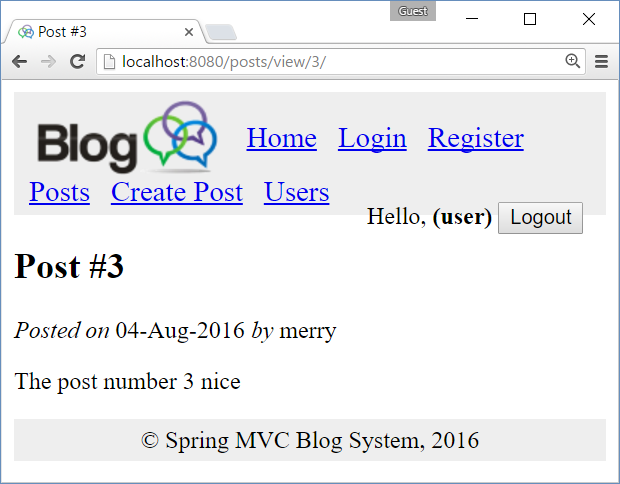 Guest
Post #3
localhost:8080/posts/view/3/
Blog Home Login Register
Posts Create Post Users
Hello, (user) Logout
Post #3
Posted on 04-Aug-2016 by merry
The post number 3 nice
© Spring MVC Blog System, 2016